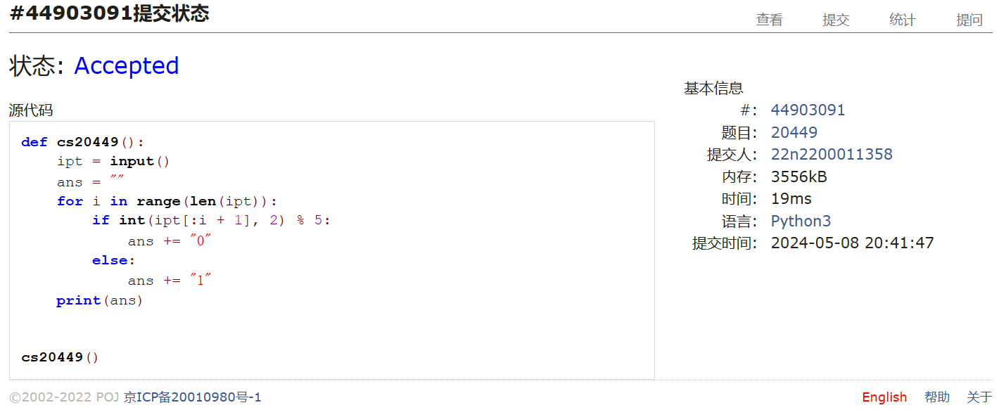 #44903091提交状态
查看 提交 统计 提问
状态: Accepted
源代码
def cs20449():
    ipt = input()
    ans = ""
    for i in range(len(ipt)):
        if int(ipt[:i + 1], 2) % 5:
            ans += "0"
        else:
            ans += "1"
    print(ans)
cs20449()
基本信息
#: 44903091
题目: 20449
提交人: 22n2200011358
内存: 3556kB
时间: 19ms
语言: Python3
提交时间: 2024-05-08 20:41:47
©2002-2022 POJ 京ICP备20010980号-1
English 帮助 关于